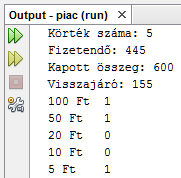 Output - piac (run)
Körték száma: 5
Fizetendő: 445
Kapott összeg: 600
Visszajáró: 155
100 Ft 1
50 Ft 1
20 Ft 0
10 Ft 0
5 Ft 1